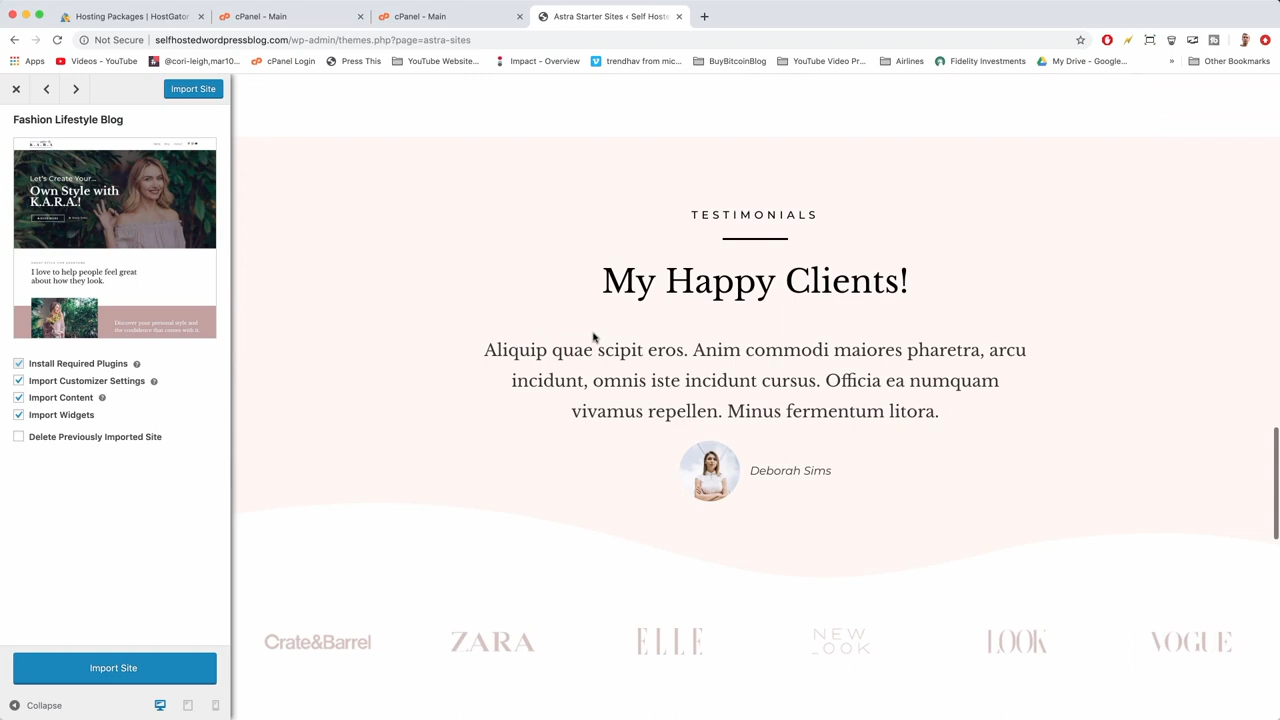 Hosting Packages | HostGator
cPanel - Main
cPanel - Main
Astra Starter Sites ‹ Self Hoste
Not Secure | selfhostedwordpressblog.com/wp-admin/themes.php?page=astra-sites
Apps
Videos - YouTube
@cori-leigh,mar10...
cPanel Login
Press This
YouTube Website...
Impact - Overview
trendhav from mic...
BuyBitcoinBlog
YouTube Video Pr...
Airlines
Fidelity Investments
My Drive - Google...
»
Other Bookmarks
Import Site
Fashion Lifestyle Blog
K.A.R.A
Let's Create Your...
Own Style with
K.A.R.A.!
I love to help people feel great
about how they look.
Discover your personal style and
the confidence that comes with it.
Install Required Plugins
Import Customizer Settings
Import Content
Import Widgets
Delete Previously Imported Site
Import Site
Collapse
TESTIMONIALS
My Happy Clients!
Aliquip quae scipit eros. Anim commodi maiores pharetra, arcu
incidunt, omnis iste incidunt cursus. Officia ea numquam
vivamus repellen. Minus fermentum litora.
Deborah Sims
Crate&Barrel
ZARA
ELLE
NEW
LOOK
LOOK
VOGUE